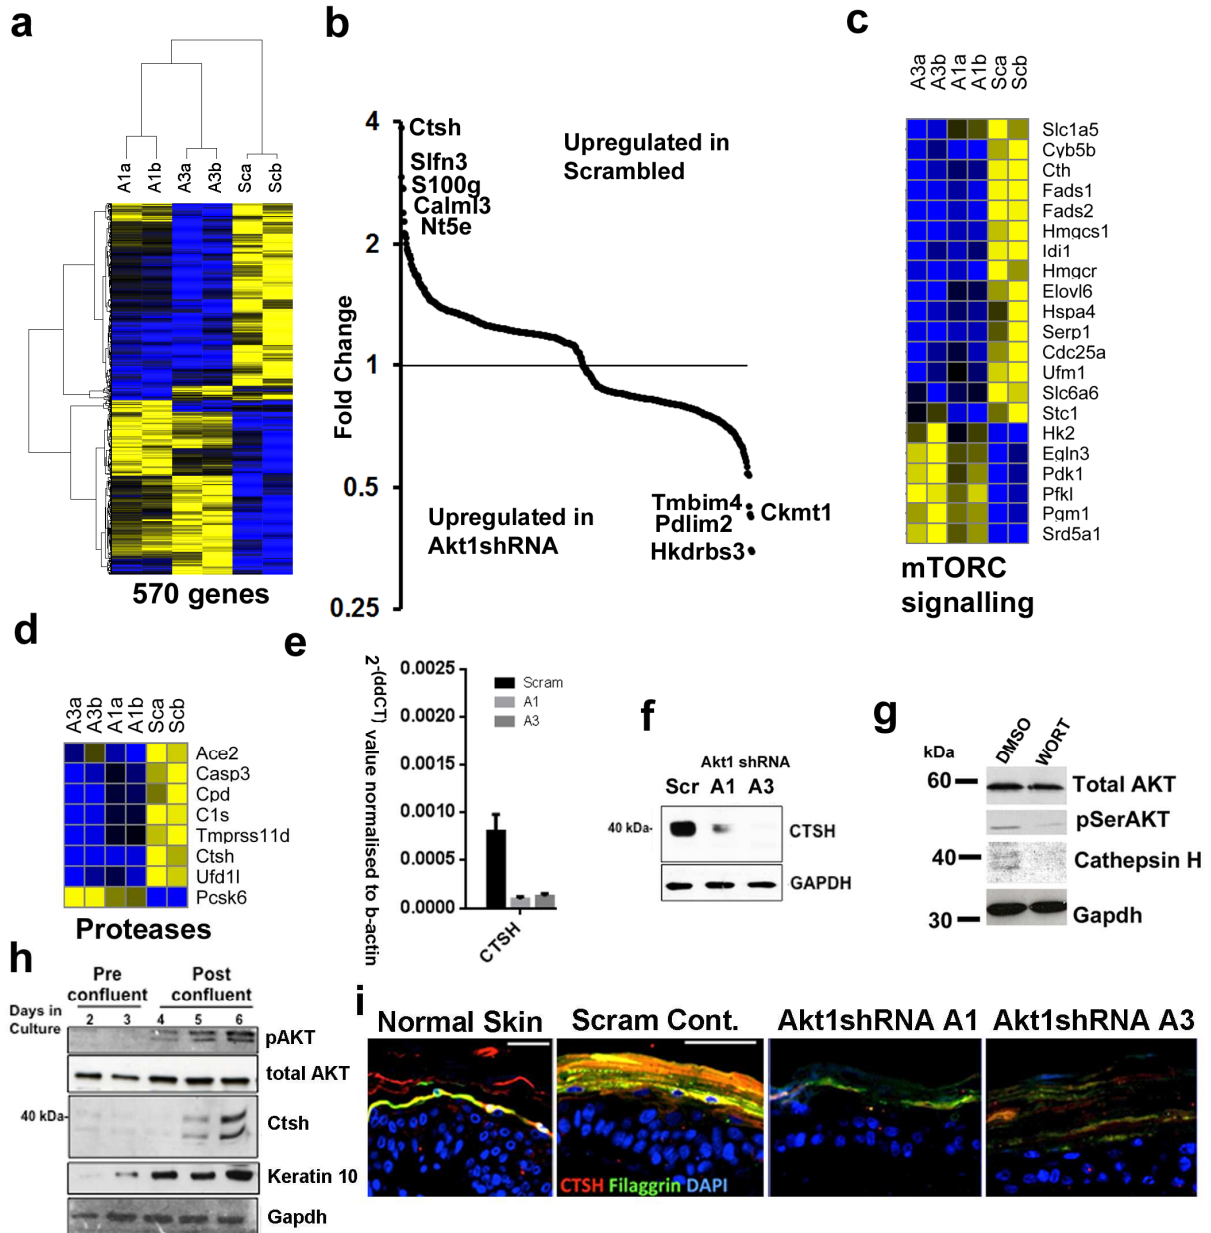 a
A1a A1b A3a A3b Sca Scb
570 genes
b
Fold Change
4
2
1
0.5
0.25
Ctsh
Slfn3
S100g
Calml3
Nt5e
Upregulated in
Scrambled
Upregulated in
Akt1shRNA
Tmbim4
Pdlim2
Ckmt1
Hkdrbs3
c
A3a A3b A1a A1b Sca Scb
Slc1a5
Cyb5b
Cth
Fads1
Fads2
Hmgcs1
Idi1
Hmgcr
Elovl6
Hspa4
Serp1
Cdc25a
Ufm1
Slc6a6
Stc1
Hk2
Egln3
Pdk1
Pfkl
Pgm1
Srd5a1
mTORC
signalling
d
A3a A3b A1a A1b Sca Scb
Ace2
Casp3
Cpd
C1s
Tmprss11d
Ctsh
Ufd1l
Pcsk6
Proteases
e
2-(ddCT) value normalised to b-actin
0.0025
0.0020
0.0015
0.0010
0.0005
0.0000
Scram
A1
A3
CTSH
f
Akt1 shRNA
Scr A1 A3
40 kDa-
CTSH
GAPDH
g
kDa
DMSO WORT
60
40
30
Total AKT
pSerAKT
Cathepsin H
Gapdh
h
Pre
confluent
Post
confluent
Days in
Culture
2 3 4 5 6
pAKT
total AKT
40 kDa-
Ctsh
Keratin 10
Gapdh
i
Normal Skin Scram Cont. Akt1shRNA A1 Akt1shRNA A3
CTSH Filaggrin DAPI